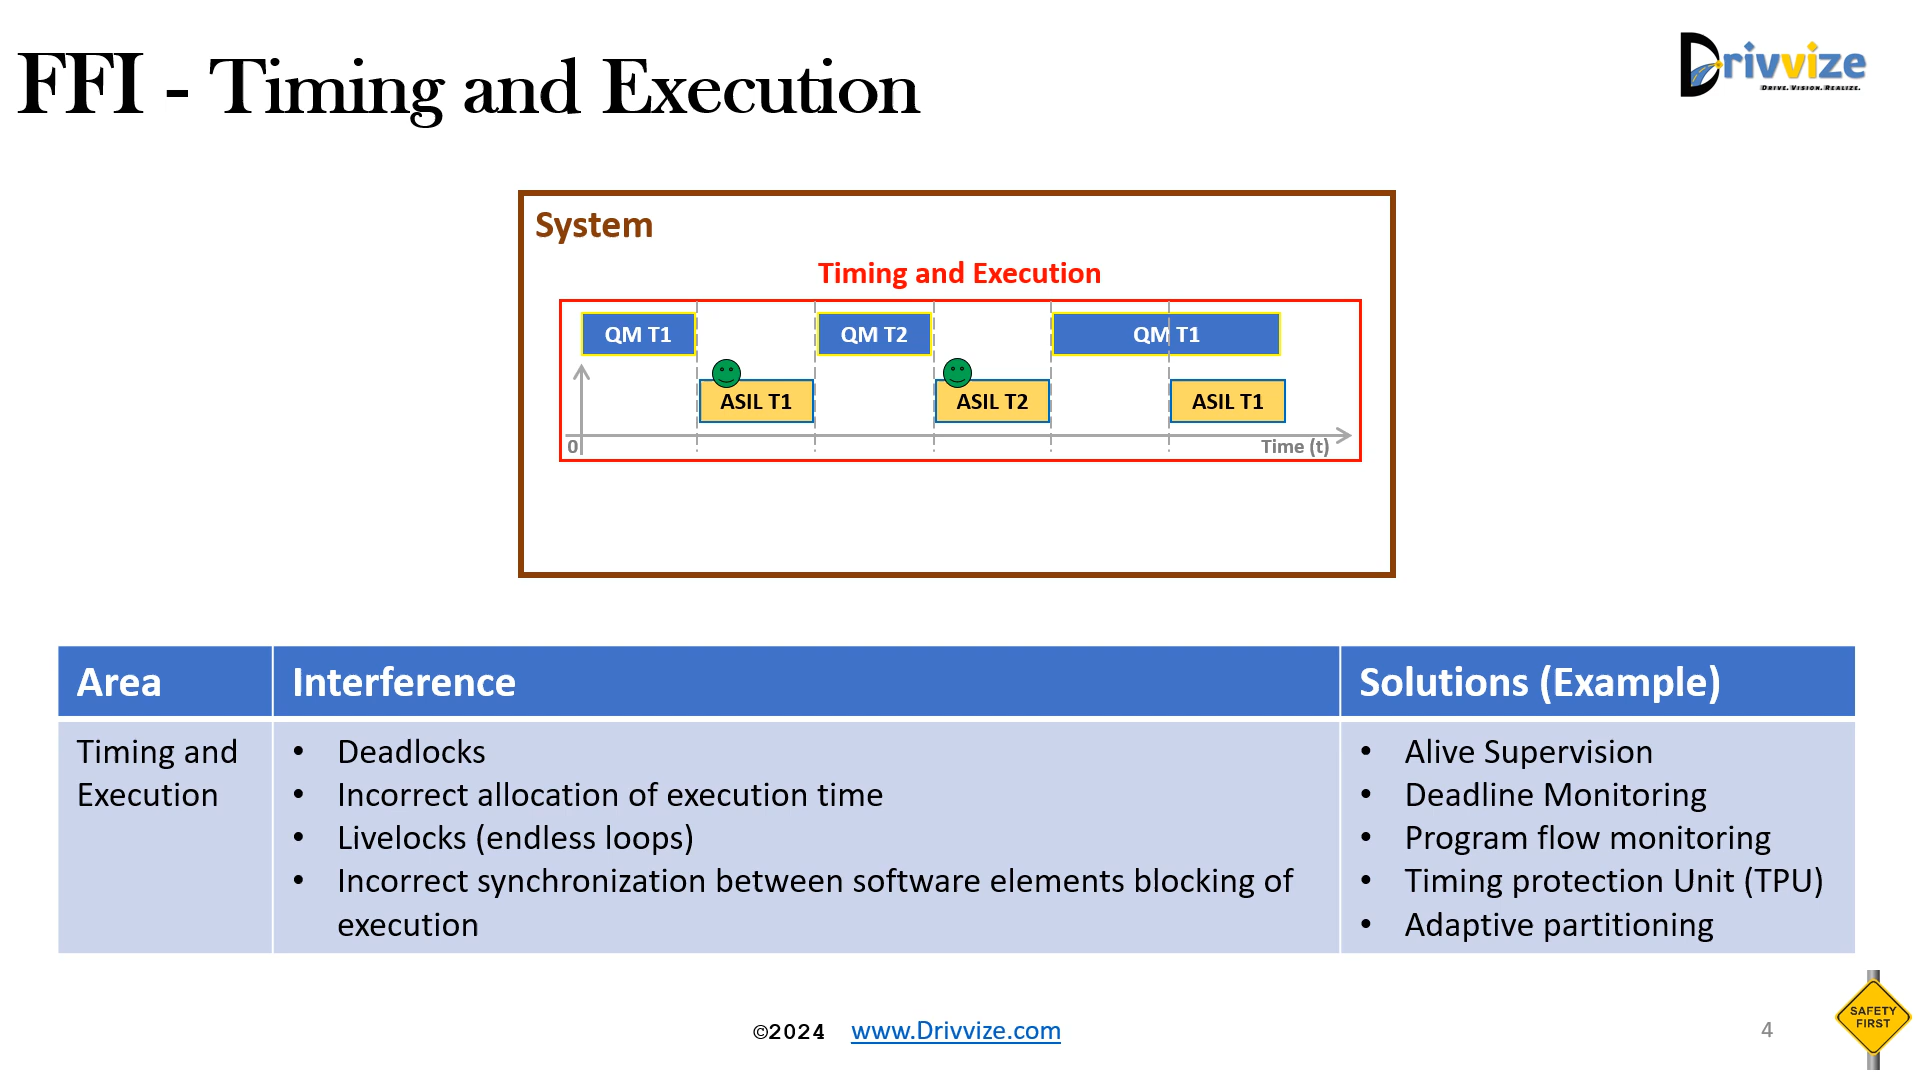 FFI - Timing and Execution
Drivvize
DRIVE. VISION. REALIZE.
System
Timing and Execution
QM T1
QM T2
QM T1
ASIL T1
ASIL T2
ASIL T1
0
Time (t)
Area
Interference
Solutions (Example)
Timing and
Execution
• Deadlocks
• Incorrect allocation of execution time
• Livelocks (endless loops)
• Incorrect synchronization between software elements blocking of
execution
• Alive Supervision
• Deadline Monitoring
• Program flow monitoring
• Timing protection Unit (TPU)
• Adaptive partitioning
©2024 www.Drivvize.com
4
SAFETY
FIRST